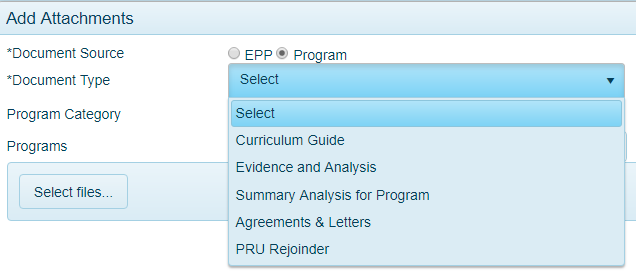 Add Attachments
*Document Source EPP Program
*Document Type Select
Select
Program Category
Curriculum Guide
Programs
Evidence and Analysis
Select files...
Summary Analysis for Program
Agreements & Letters
PRU Rejoinder